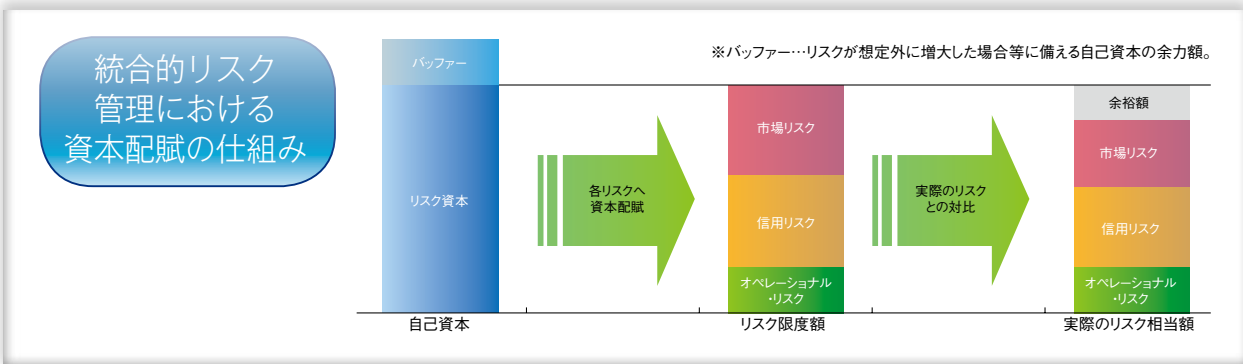 統合的リスク
管理における
資本配賦の仕組み
※バッファー…リスクが想定外に増大した場合等に備える自己資本の余力額。
バッファー
リスク資本
自己資本
各リスクへ
資本配賦
市場リスク
信用リスク
オペレーショナル
・リスク
リスク限度額
実際のリスク
との対比
余裕額
市場リスク
信用リスク
オペレーショナル
・リスク
実際のリスク相当額